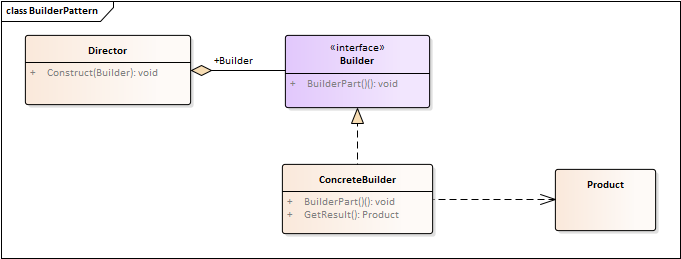 class BuilderPattern
Director
+ Construct(Builder): void
+Builder
«interface»
Builder
+ BuilderPart()(): void
ConcreteBuilder
+ BuilderPart()(): void
+ GetResult(): Product
Product